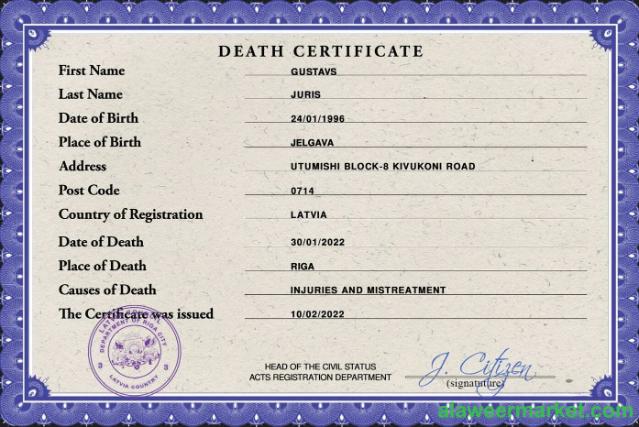 DEATH CERTIFICATE
First Name GUSTAVS
Last Name JURIS
Date of Birth 24/01/1996
Place of Birth JELGAVA
Address UTUMISHI BLOCK-8 KIVUKONI ROAD
Post Code 0714
Country of Registration LATVIA
Date of Death 30/01/2022
Place of Death RIGA
Causes of Death INJURIES AND MISTREATMENT
The Certificate was issued 10/02/2022
DEPARTMENT OF RIGA CITY
LATVIA COUNTRY
HEAD OF THE CIVIL STATUS
ACTS REGISTRATION DEPARTMENT
J. Citizen
(signatuture)
alaweermarket.com